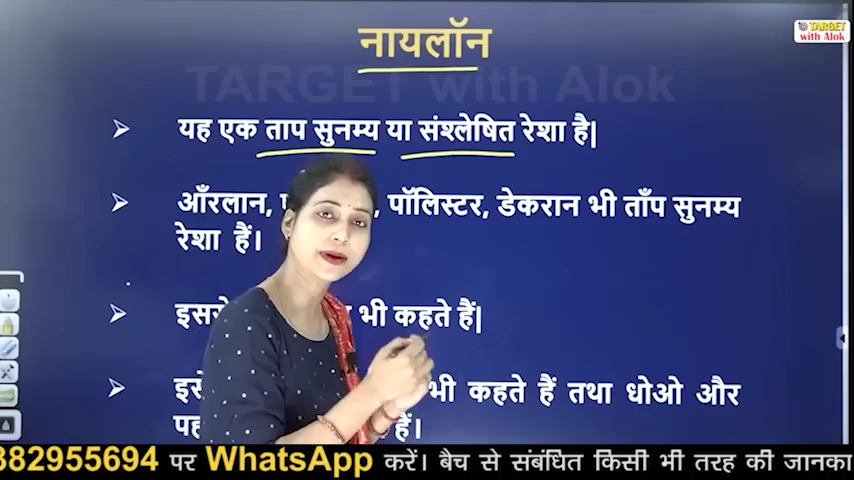 TARGET
with Alok
नायलॉन
TARGET with Alok
यह एक ताप सुनम्य या संश्लेषित रेशा है|
आँरलान, पॉलिस्टर, डेकरान भी ताँप सुनम्य
रेशा हैं।
भी कहते हैं|
भी कहते हैं तथा धोओ और
हैं।
882955694 पर WhatsApp करें। बैच से संबंधित किसी भी तरह की जानका